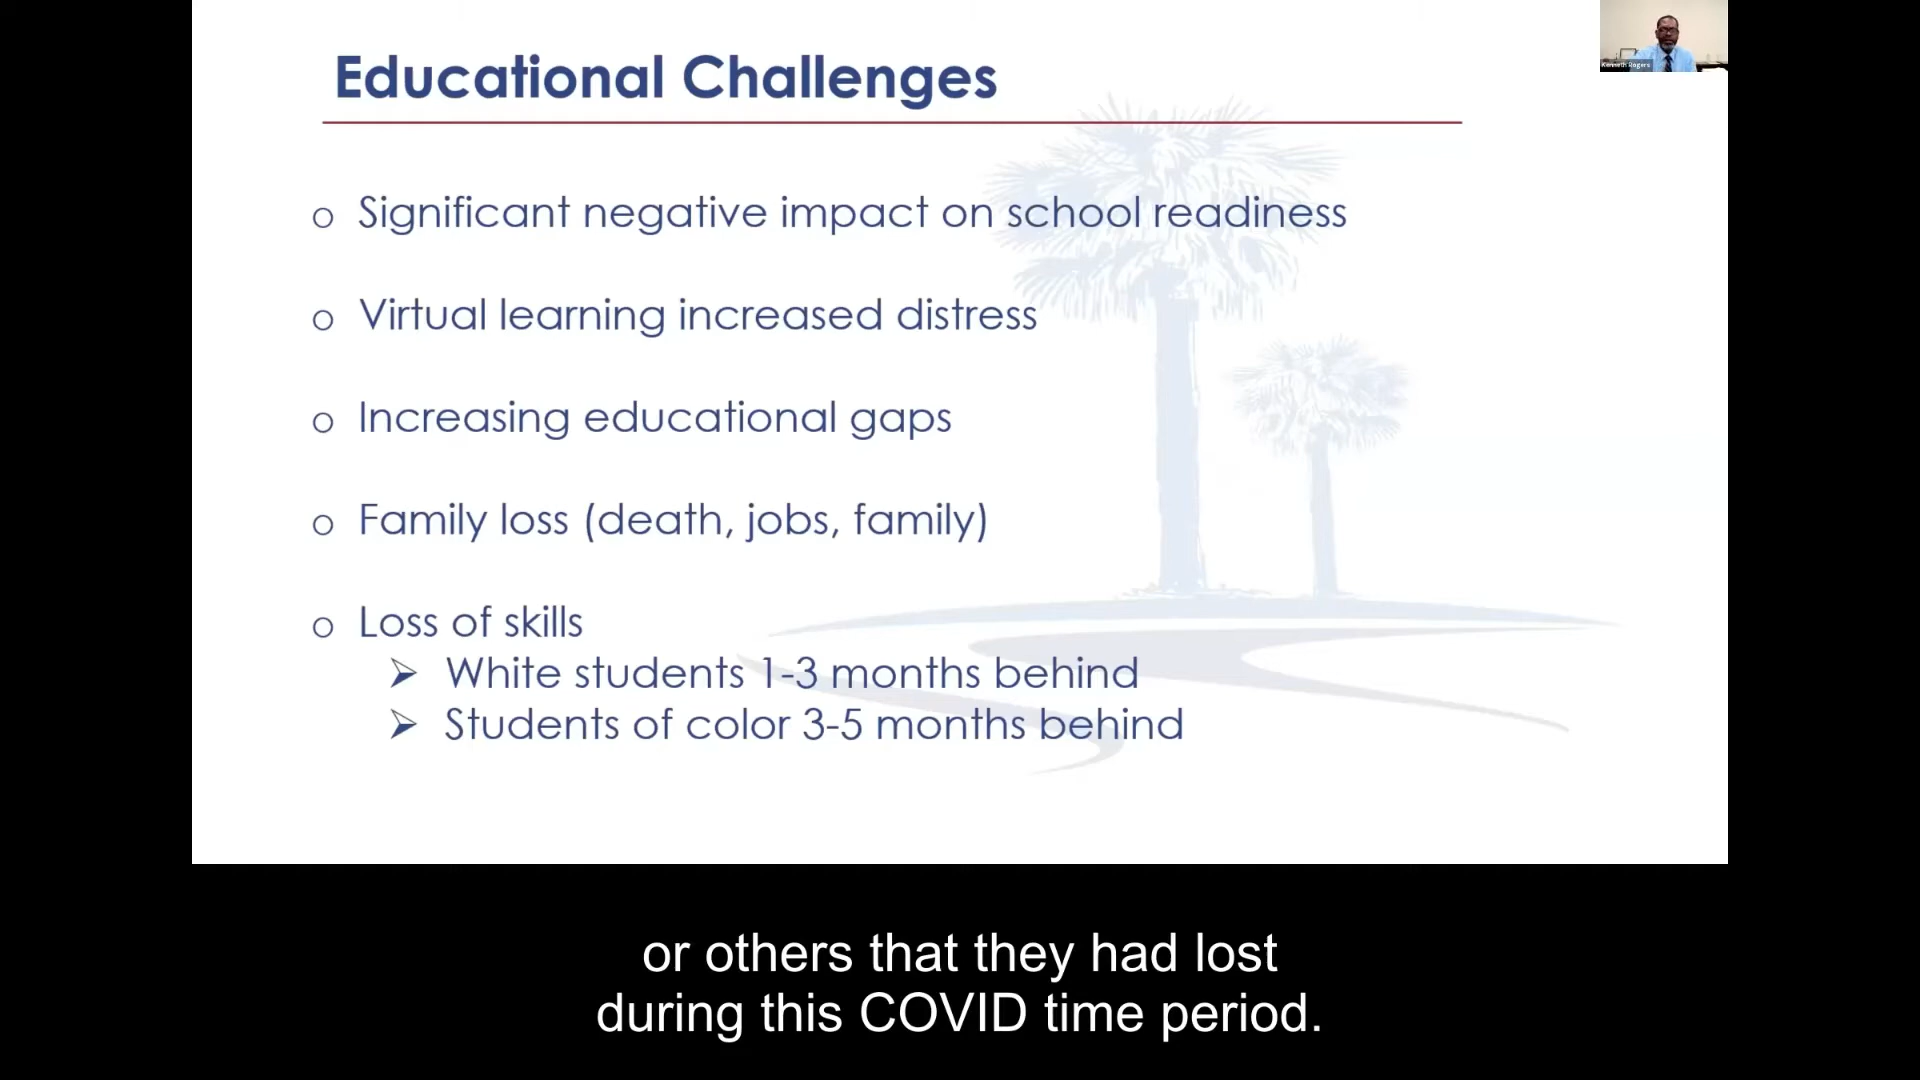 Educational Challenges
Kenneth Rogers
o Significant negative impact on school readiness
o Virtual learning increased distress
o Increasing educational gaps
o Family loss (death, jobs, family)
o Loss of skills
➢ White students 1-3 months behind
➢ Students of color 3-5 months behind
or others that they had lost
during this COVID time period.